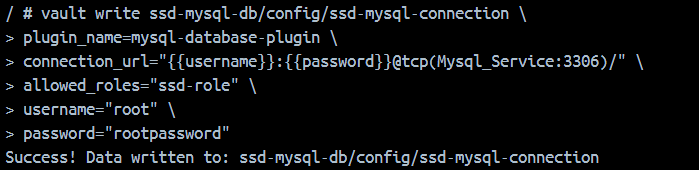 / # vault write ssd-mysql-db/config/ssd-mysql-connection \
> plugin_name=mysql-database-plugin \
> connection_url="{{username}}:{{password}}@tcp(Mysql_Service:3306)/" \
> allowed_roles="ssd-role" \
> username="root" \
> password="rootpassword"
Success! Data written to: ssd-mysql-db/config/ssd-mysql-connection